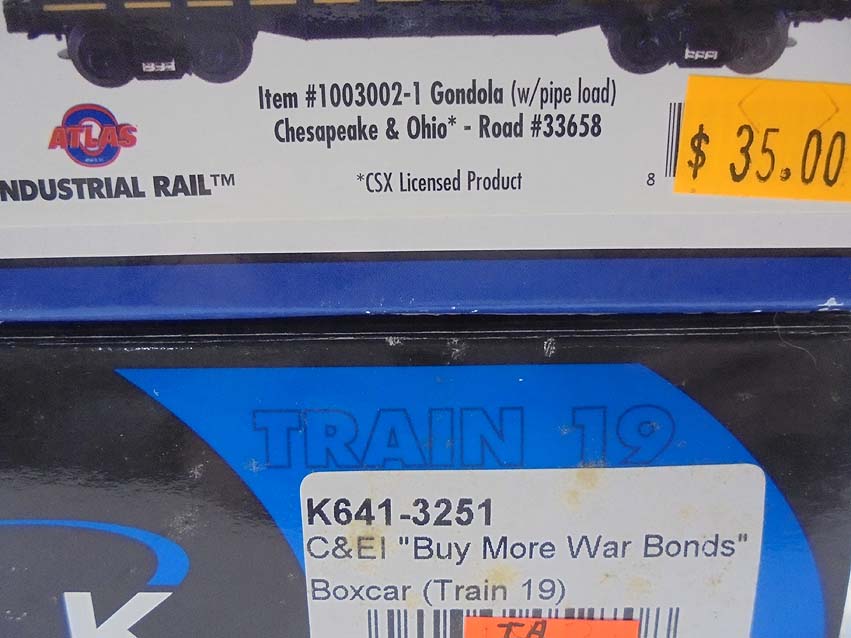 Item #1003002-1 Gondola (w/pipe load)
Chesapeake & Ohio* - Road #33658
*CSX Licensed Product
ATLAS
NDUSTRIAL RAIL™
8
$ 35.00
TRAIN 19
K641-3251
C&EI "Buy More War Bonds"
Boxcar (Train 19)
K